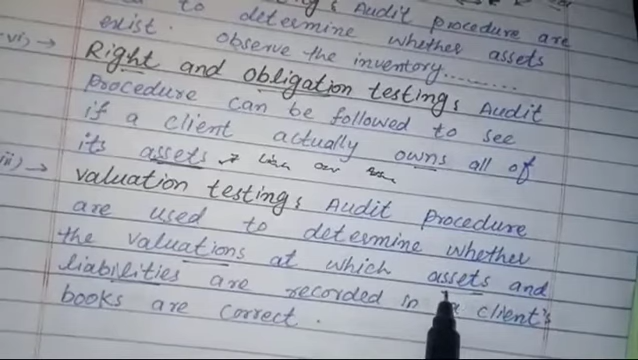 Audit procedure are
to determine whether assets
exist. observe the inventory.........
vi) → Right and obligation testing: Audit
procedure can be followed to see
if a client actually owns all of
its assets
ii) → valuation testing: Audit procedure
are used to determine whether
the valuations at which assets and
liabilities are recorded in client's
books are correct.